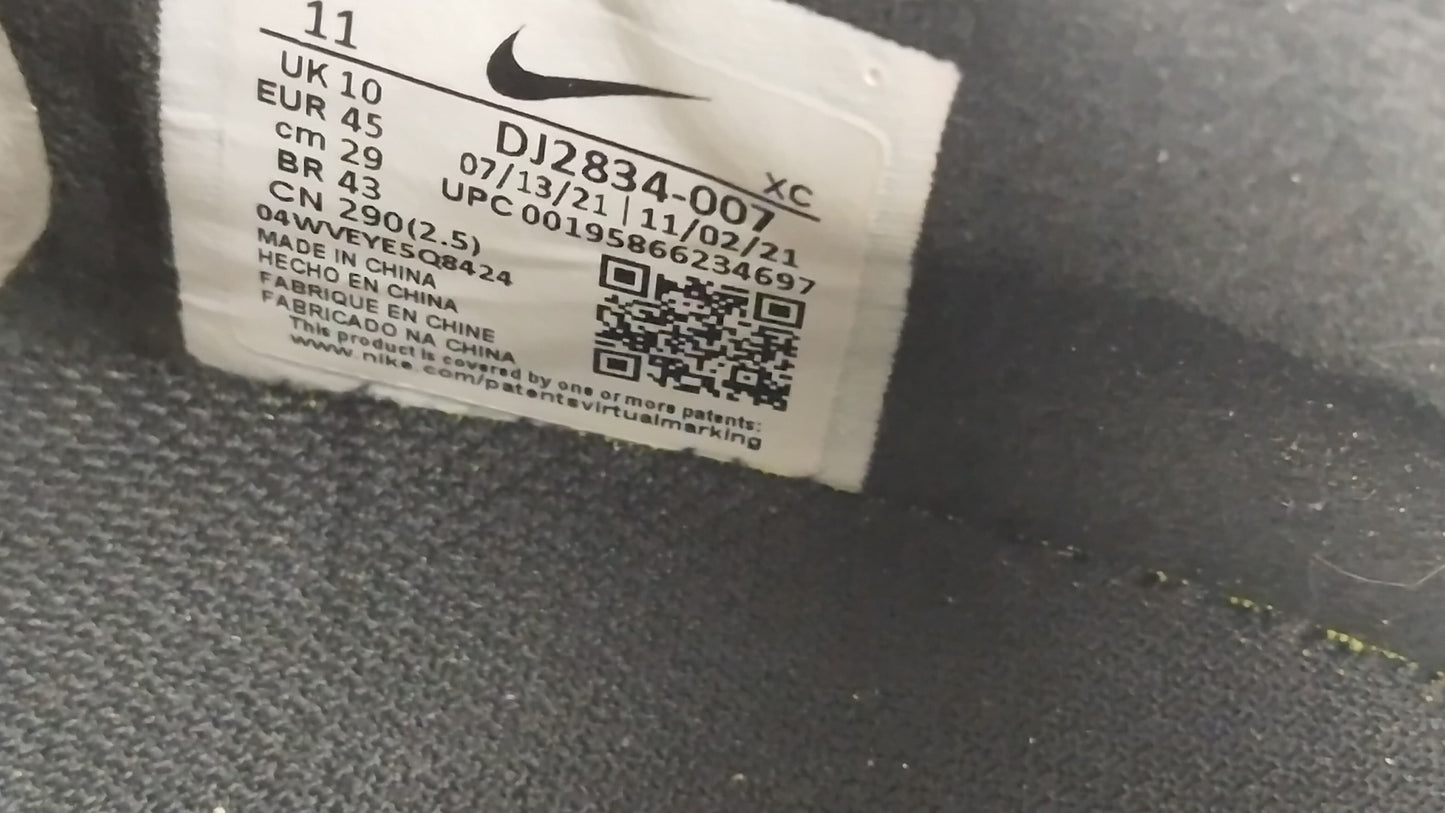 11
UK 10
EUR 45
cm 29
BR 43
CN 290(2.5)
XC
DJ2834-007
07/13/21 | 11/02/21
UPC 00195866234697
04WVEYE5Q8424
MADE IN CHINA
HECHO EN CHINA
FABRIQUE EN CHINE
FABRICADO NA CHINA
This product is covered by one or more patents:
www.nike.com/patentsvirtualmarking